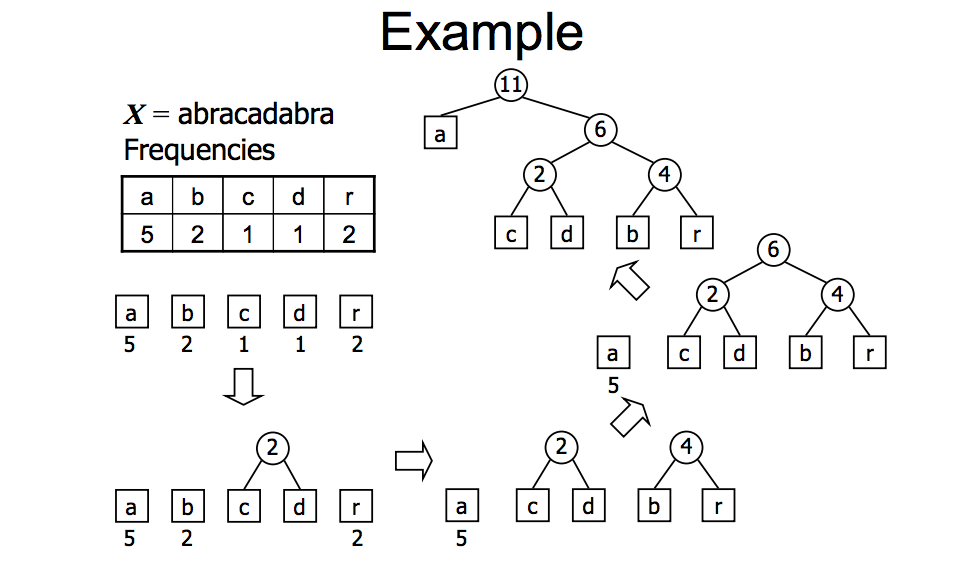 Example
X = abracadabra
Frequencies
a b c d r
5 2 1 1 2
11
a 6
2 4
c d b r
a b c d r
5 2 1 1 2
6
2 4
a c d b r
5
2
a b c d r
5 2 2
2 4
a c d b r
5